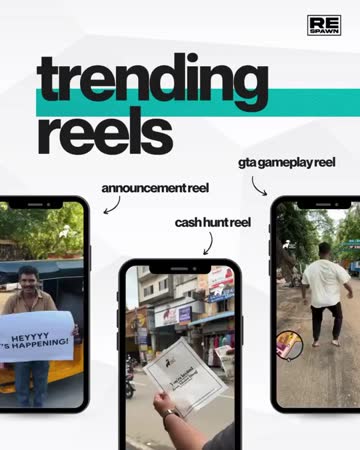 RE
SPAWN
trending
reels
gta gameplay reel
announcement reel
cash hunt reel
HEYYYY
'S HAPPENING!